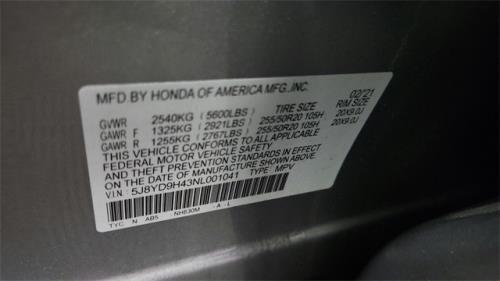 MFD.BY HONDA OF AMERICA MFG.,INC. 02/21
GVWR 2540KG (5600LBS) TIRE SIZE RIM SIZE
GAWR F 1325KG (2921LBS) 255/50R20 105H 20X9.0J
GAWR R 1255KG (2767LBS) 255/50R20 105H 20X9.0J
THIS VEHICLE CONFORMS TO ALL APPLICABLE
FEDERAL MOTOR VEHICLE SAFETY
AND THEFT PREVENTION STANDARDS IN EFFECT
ON THE DATE OF MANUFACTURE SHOWN ABOVE.
V.I.N.: 5J8YD9H43NL001041 TYPE: MPV
TYC N AB5 NH830M -A-L